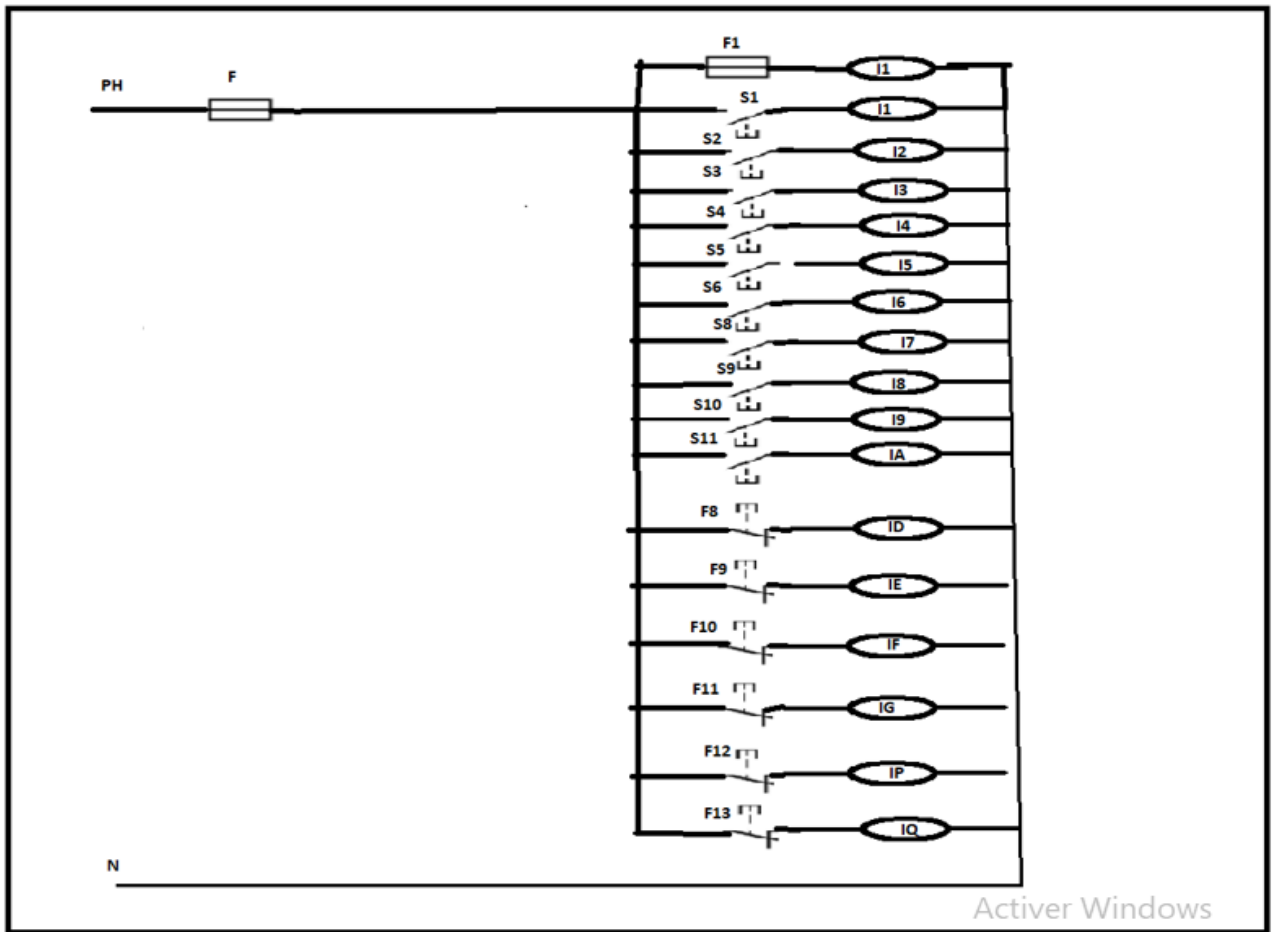 F1
I1
PH
F
S1
I1
S2
I2
S3
I3
S4
I4
S5
I5
S6
I6
S8
I7
S9
I8
S10
I9
S11
IA
F8
ID
F9
IE
F10
IF
F11
IG
F12
IP
F13
IQ
N
Activer Windows